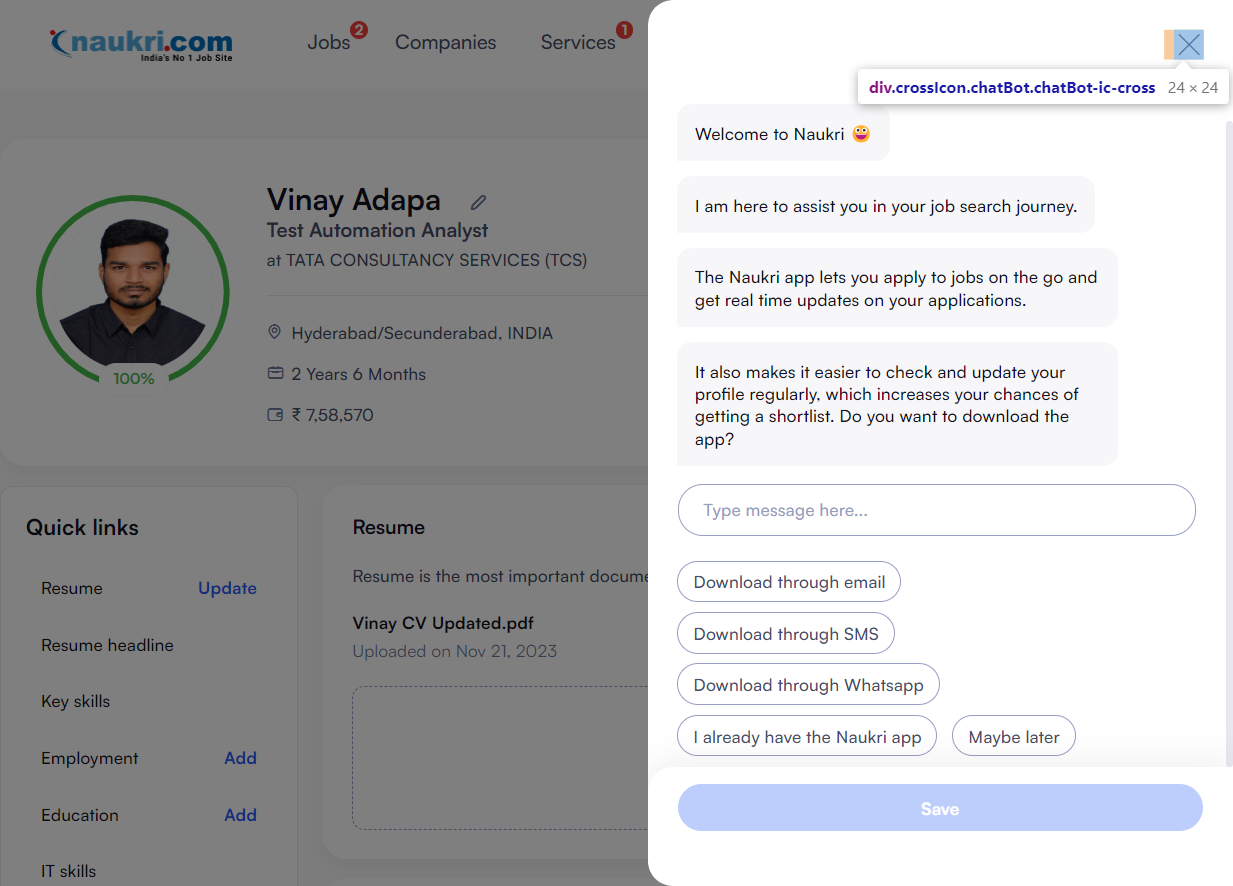 naukri.com
India's No 1 Job Site
Jobs 2
Companies
Services 1
div.crossIcon.chatBot.chatBot-ic-cross 24 × 24
Vinay Adapa
Test Automation Analyst
at TATA CONSULTANCY SERVICES (TCS)
Hyderabad/Secunderabad, INDIA
2 Years 6 Months
₹ 7,58,570
100%
Quick links
Resume Update
Resume headline
Key skills
Employment Add
Education Add
IT skills
Resume
Resume is the most important docume
Vinay CV Updated.pdf
Uploaded on Nov 21, 2023
Welcome to Naukri 😀
I am here to assist you in your job search journey.
The Naukri app lets you apply to jobs on the go and
get real time updates on your applications.
It also makes it easier to check and update your
profile regularly, which increases your chances of
getting a shortlist. Do you want to download the
app?
Type message here...
Download through email
Download through SMS
Download through Whatsapp
I already have the Naukri app
Maybe later
Save